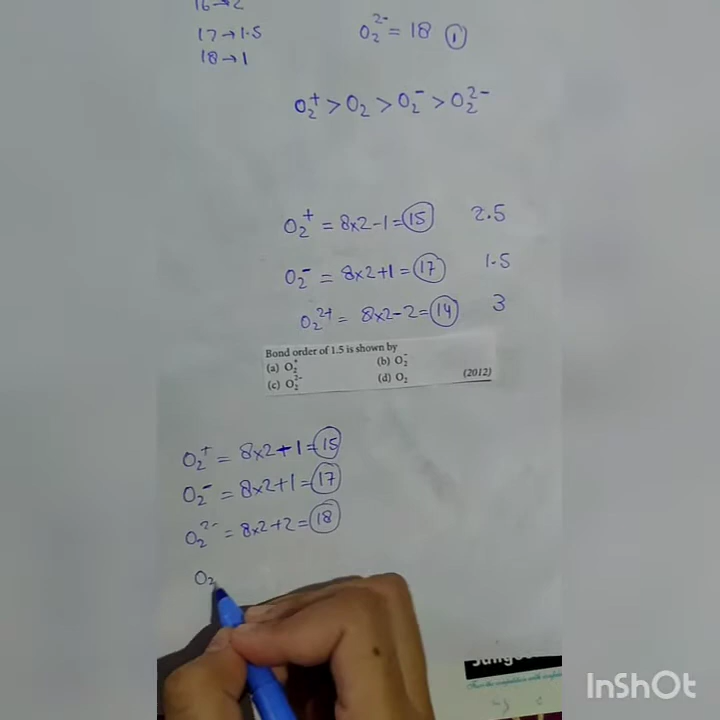 16→2
17→1.5
18→1
O₂²⁻ = 18 ①
O₂⁺ > O₂ > O₂⁻ > O₂²⁻
O₂⁺ = 8x2-1 = 15 2.5
O₂⁻ = 8x2+1 = 17 1.5
O₂²⁺ = 8x2-2 = 14 3
Bond order of 1.5 is shown by
(a) O₂⁺ (b) O₂⁻
(c) O₂²⁻ (d) O₂ (2012)
O₂⁺ = 8x2+1 = 15
O₂⁻ = 8x2+1 = 17
O₂²⁻ = 8x2+2 = 18
O₂
InShOt